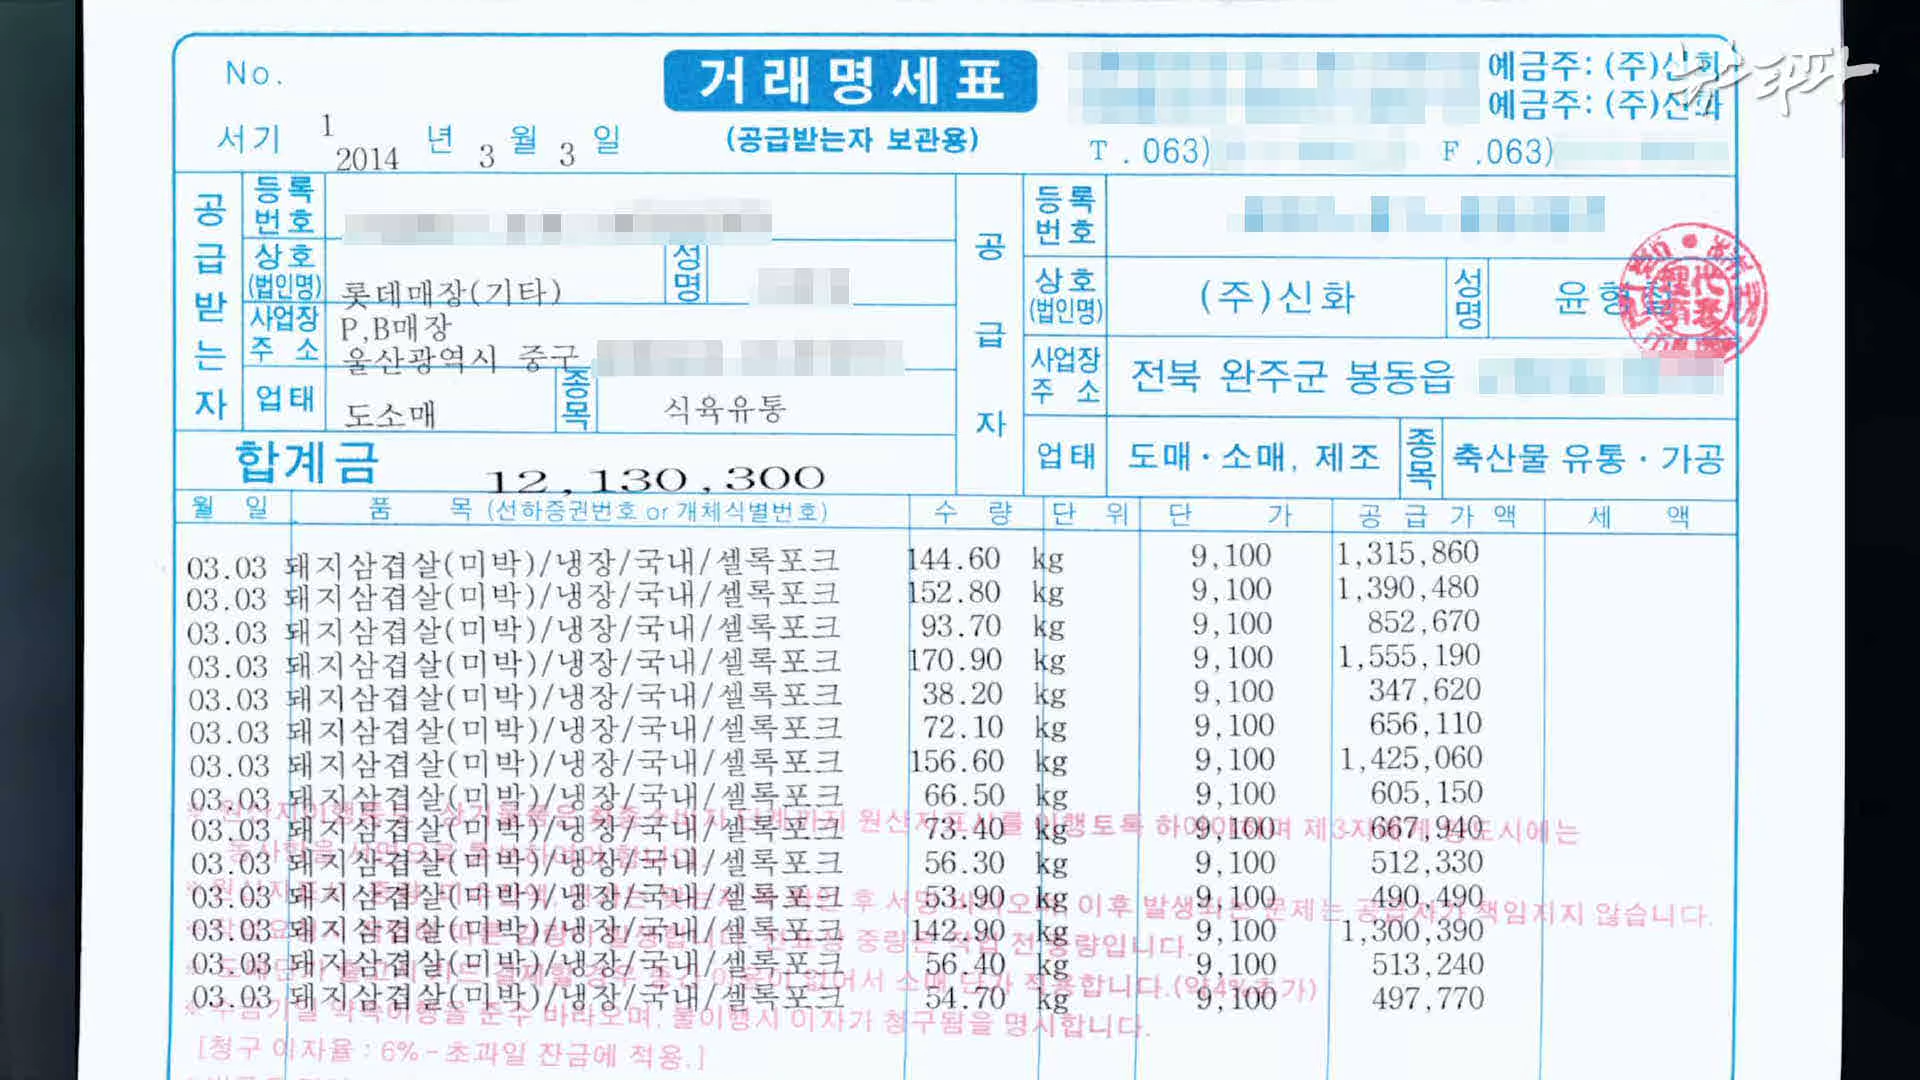 No.
거래명세표
예금주: (주)신화
예금주: (주)신화
뉴스타파
서기 1 2014 년 3 월 3 일
(공급받는자 보관용)
T .063)
F .063)
공급받는자
등록번호
상호 (법인명) 롯데매장(기타)
성명
사업장 주소 P,B매장
울산광역시 중구
업태 도소매
종목 식육유통
공급자
등록번호
상호 (법인명) (주)신화
성명 윤형철
사업장 주소 전북 완주군 봉동읍
업태 도매·소매, 제조
종목 축산물 유통·가공
합계금 12,130,300
월 일 품 목 (선하증권번호 or 개체식별번호) 수 량 단 위 단 가 공 급 가 액 세 액
03.03 돼지삼겹살(미박)/냉장/국내/셀록포크 144.60 kg 9,100 1,315,860
03.03 돼지삼겹살(미박)/냉장/국내/셀록포크 152.80 kg 9,100 1,390,480
03.03 돼지삼겹살(미박)/냉장/국내/셀록포크 93.70 kg 9,100 852,670
03.03 돼지삼겹살(미박)/냉장/국내/셀록포크 170.90 kg 9,100 1,555,190
03.03 돼지삼겹살(미박)/냉장/국내/셀록포크 38.20 kg 9,100 347,620
03.03 돼지삼겹살(미박)/냉장/국내/셀록포크 72.10 kg 9,100 656,110
03.03 돼지삼겹살(미박)/냉장/국내/셀록포크 156.60 kg 9,100 1,425,060
03.03 돼지삼겹살(미박)/냉장/국내/셀록포크 66.50 kg 9,100 605,150
03.03 돼지삼겹살(미박)/냉장/국내/셀록포크 73.40 kg 9,100 667,940
03.03 돼지삼겹살(미박)/냉장/국내/셀록포크 56.30 kg 9,100 512,330
03.03 돼지삼겹살(미박)/냉장/국내/셀록포크 53.90 kg 9,100 490,490
03.03 돼지삼겹살(미박)/냉장/국내/셀록포크 142.90 kg 9,100 1,300,390
03.03 돼지삼겹살(미박)/냉장/국내/셀록포크 56.40 kg 9,100 513,240
03.03 돼지삼겹살(미박)/냉장/국내/셀록포크 54.70 kg 9,100 497,770
이후 발생되는 문제는 공급자가 책임지지 않습니다.
준수 바라오며, 불이행시 이자가 청구됨을 명시합니다.
[청구 이자율 : 6%-초과일 잔금에 적용.]